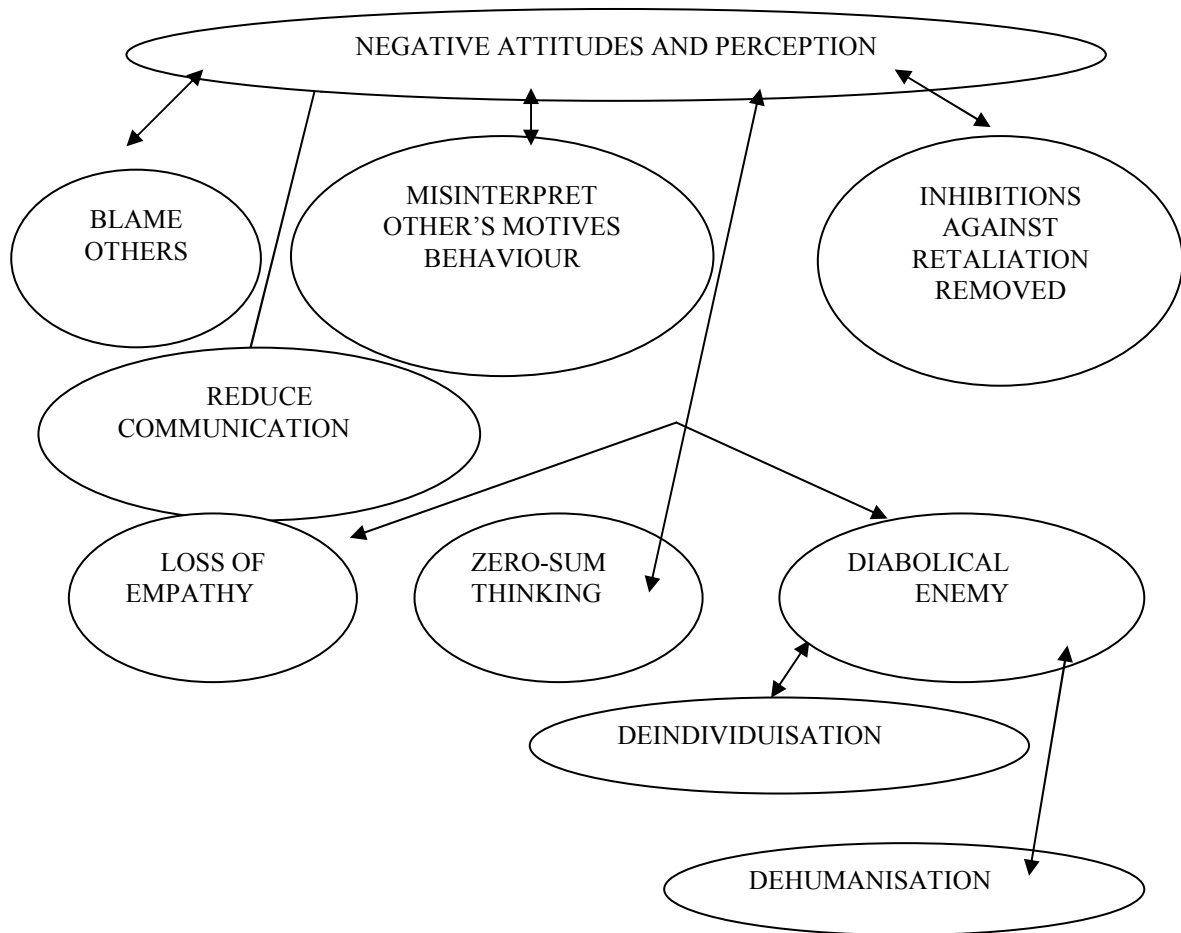 NEGATIVE ATTITUDES AND PERCEPTION
BLAME
OTHERS
MISINTERPRET
OTHER’S MOTIVES
BEHAVIOUR
INHIBITIONS
AGAINST
RETALIATION
REMOVED
REDUCE
COMMUNICATION
LOSS OF
EMPATHY
ZERO-SUM
THINKING
DIABOLICAL
ENEMY
DEINDIVIDUISATION
DEHUMANISATION